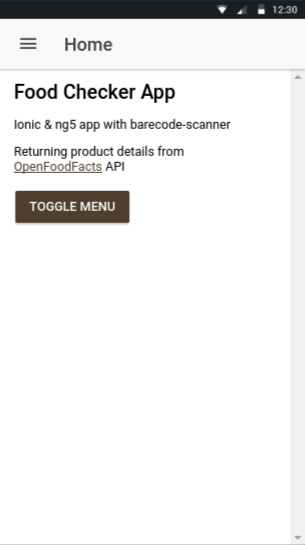 12:30
Home
Food Checker App
Ionic & ng5 app with barecode-scanner
Returning product details from
OpenFoodFacts API
TOGGLE MENU